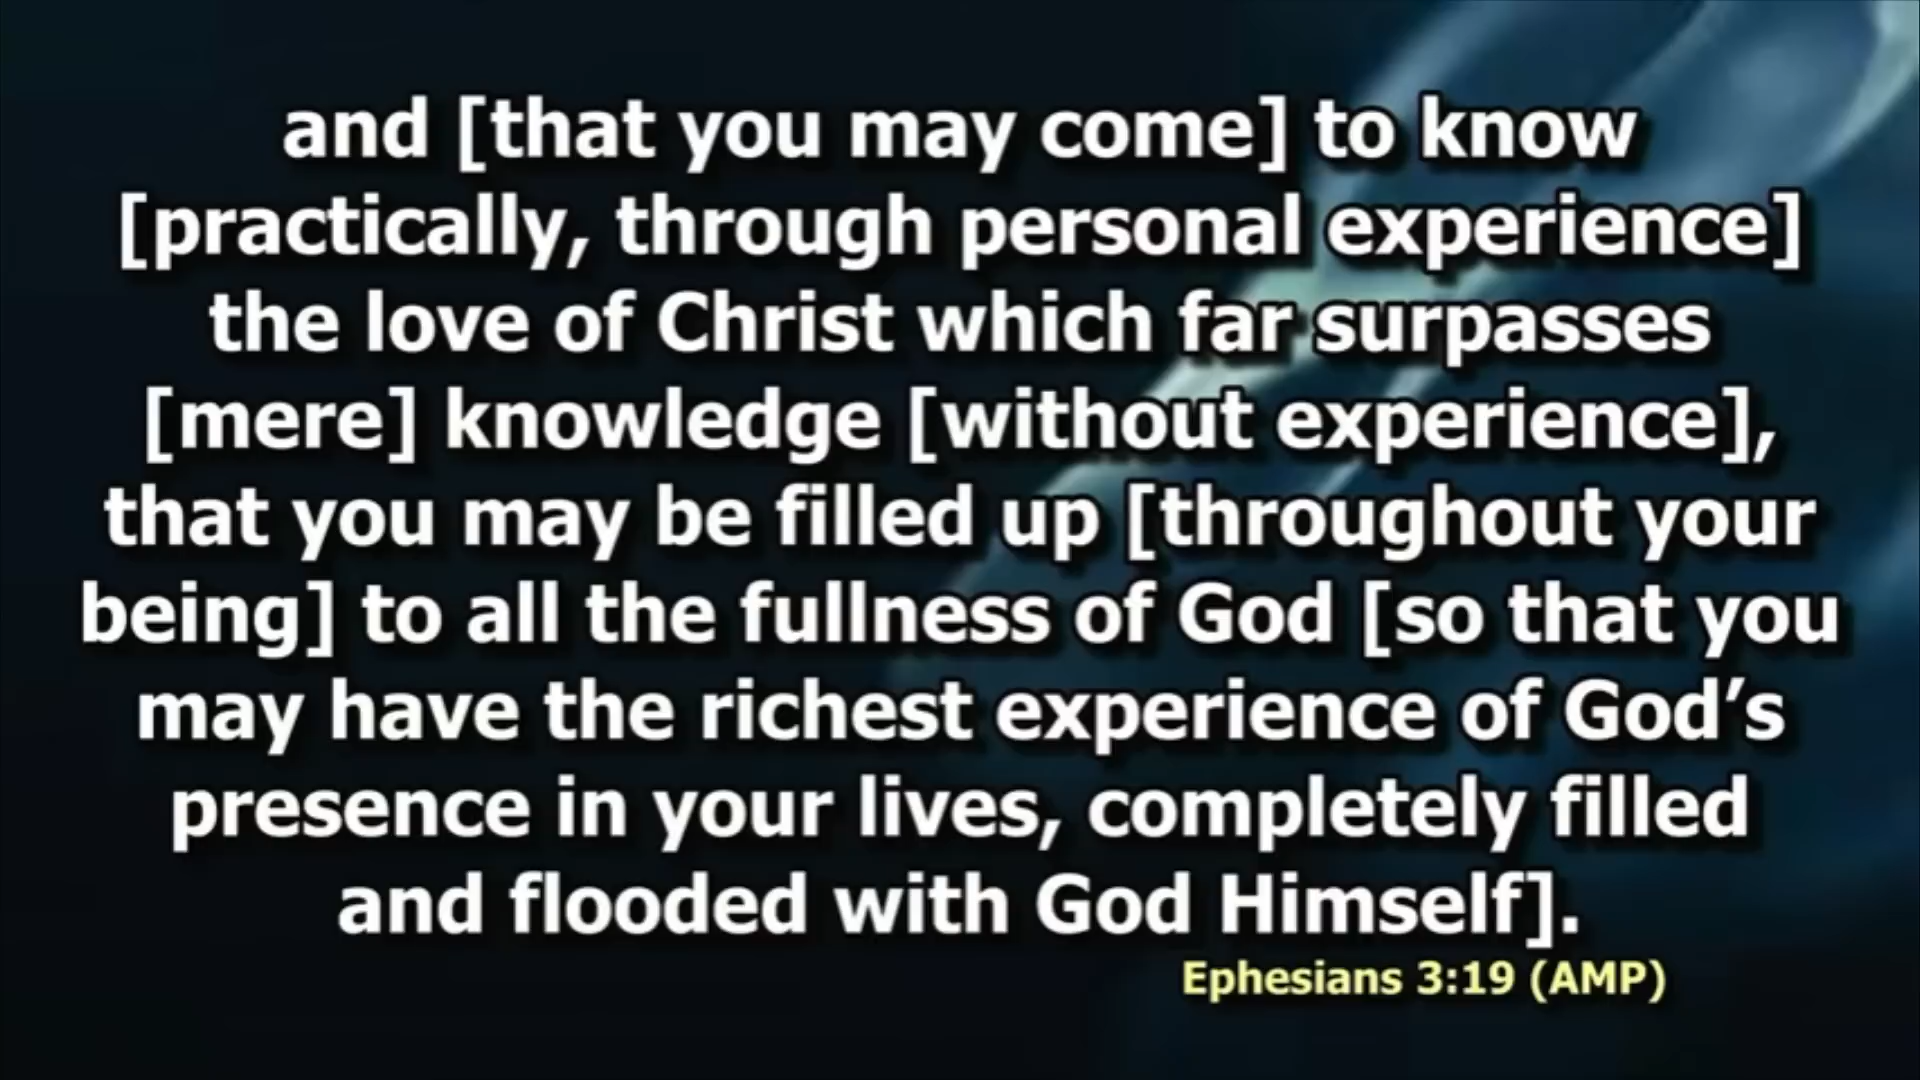 and [that you may come] to know
[practically, through personal experience]
the love of Christ which far surpasses
[mere] knowledge [without experience],
that you may be filled up [throughout your
being] to all the fullness of God [so that you
may have the richest experience of God’s
presence in your lives, completely filled
and flooded with God Himself].
Ephesians 3:19 (AMP)